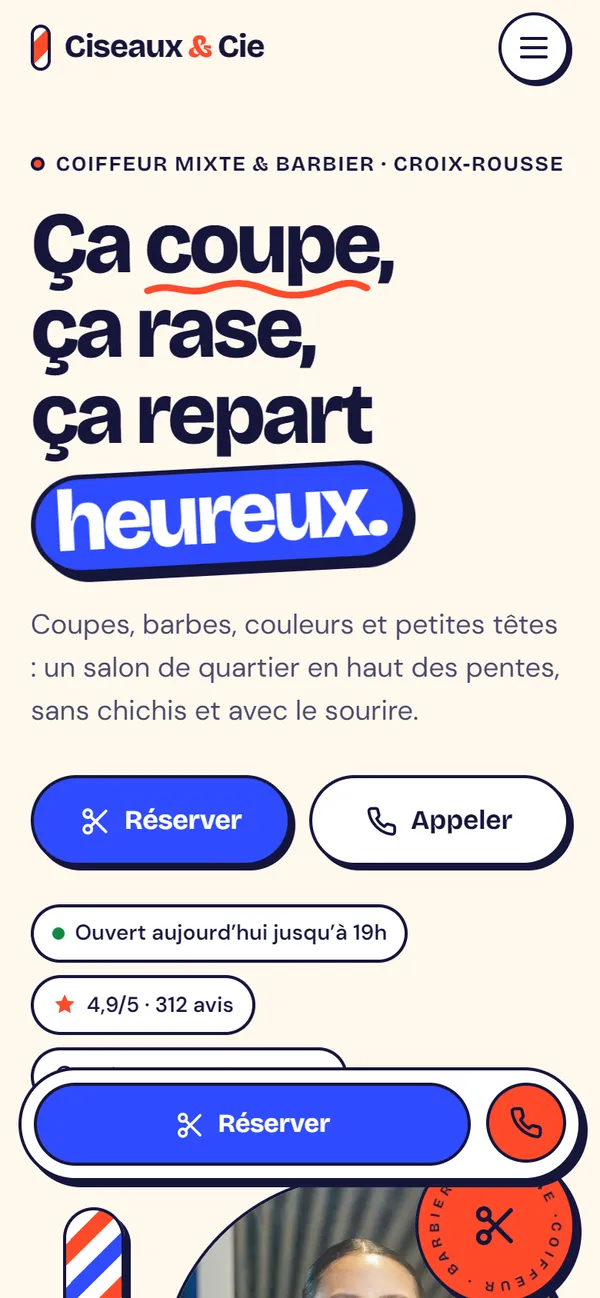 Ciseaux & Cie
COIFFEUR MIXTE & BARBIER · CROIX-ROUSSE
Ça coupe,
ça rase,
ça repart
heureux.
Coupes, barbes, couleurs et petites têtes
: un salon de quartier en haut des pentes,
sans chichis et avec le sourire.
Réserver
Appeler
Ouvert aujourd’hui jusqu’à 19h
4,9/5 · 312 avis
Réserver
BARBIER
· COIFFEUR ·